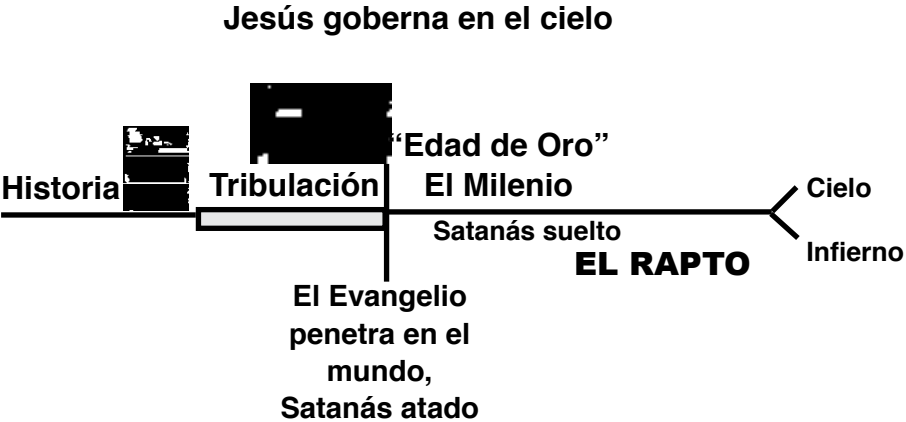 Jesús goberna en el cielo
“Edad de Oro”
Historia
Tribulación
El Milenio
Cielo
Satanás suelto
EL RAPTO
Infierno
El Evangelio
penetra en el
mundo,
Satanás atado